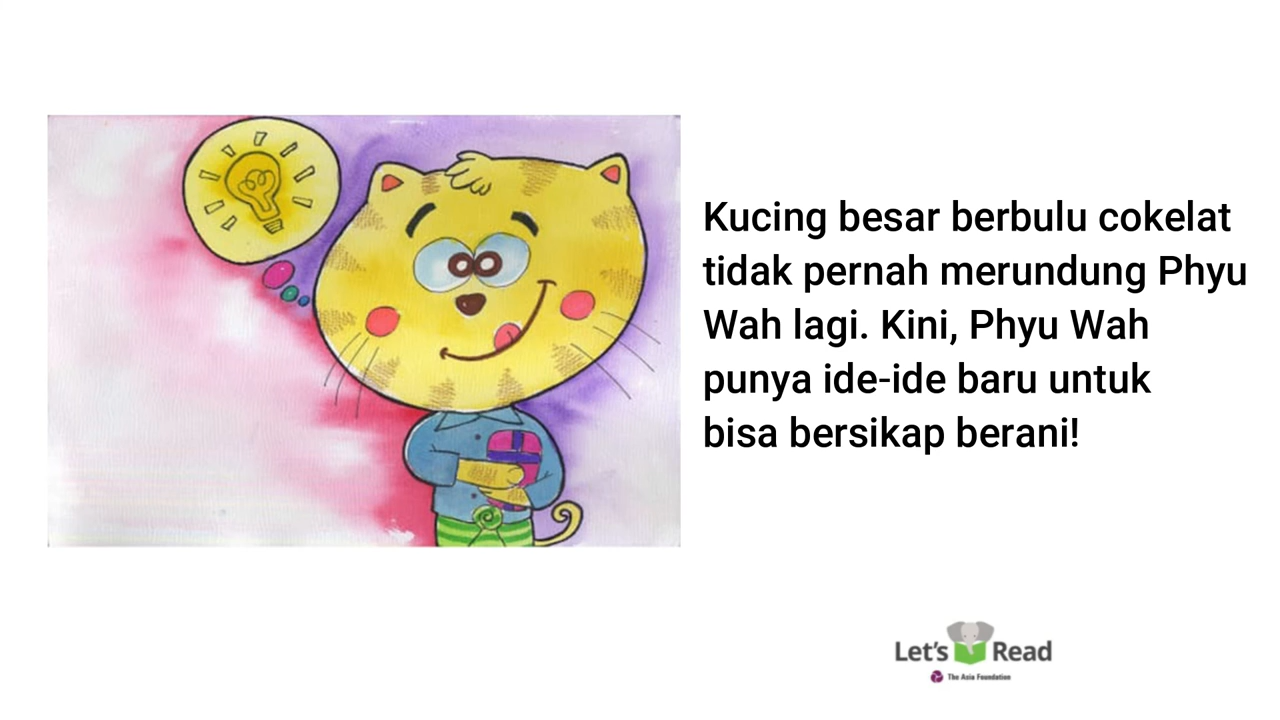 Kucing besar berbulu cokelat
tidak pernah merundung Phyu
Wah lagi. Kini, Phyu Wah
punya ide-ide baru untuk
bisa bersikap berani!
Let's Read
The Asia Foundation